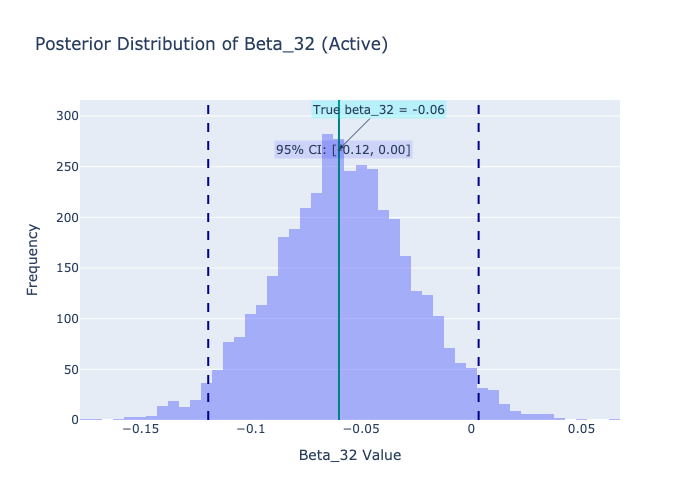 Posterior Distribution of Beta_32 (Active)
True beta_32 = -0.06
95% CI: [-0.12, 0.00]
300
250
200
150
100
50
0
Frequency
−0.15
−0.1
−0.05
0
0.05
Beta_32 Value